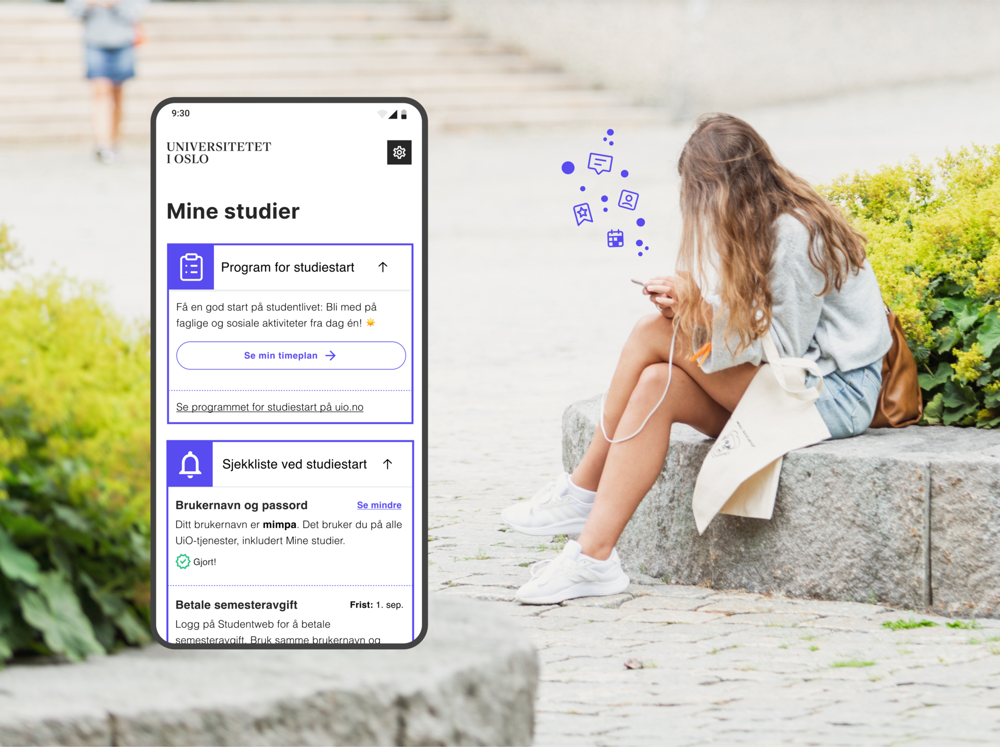 9:30
UNIVERSITETET
I OSLO
Mine studier
Program for studiestart
Få en god start på studentlivet: Bli med på
faglige og sosiale aktiviteter fra dag én!
Se min timeplan
Se programmet for studiestart på uio.no
Sjekkliste ved studiestart
Brukernavn og passord
Se mindre
Ditt brukernavn er mimpa. Det bruker du på alle
UiO-tjenester, inkludert Mine studier.
Gjort!
Betale semesteravgift
Frist: 1. sep.
Logg på Studentweb for å betale
semesteravgift. Bruk samme brukernavn og